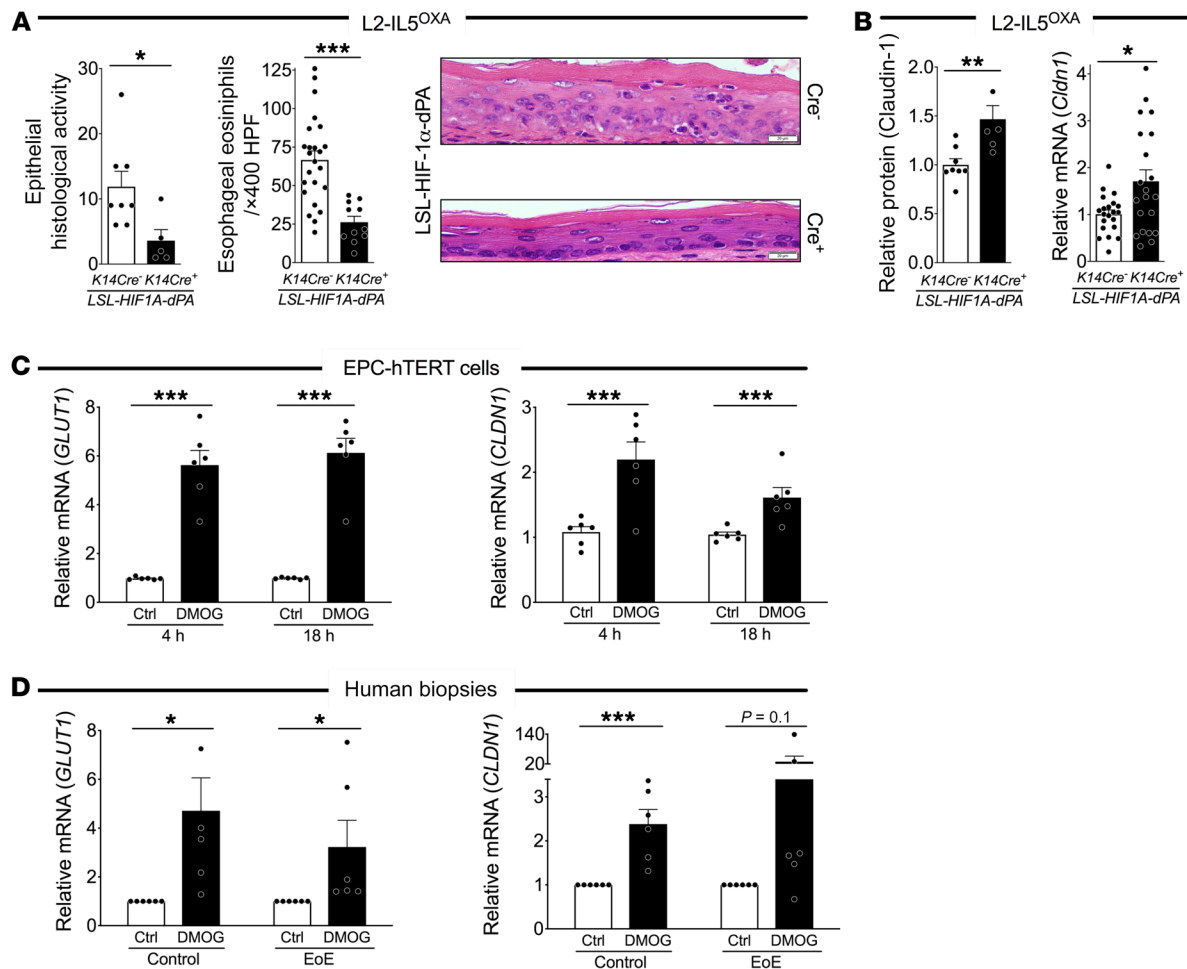 A
L2-IL5OXA
Epithelial
histological activity
30
20
10
0
*
K14Cre- K14Cre+
LSL-HIF1A-dPA
Esophageal eosiniphils
/×400 HPF
125
100
75
50
25
0
***
K14Cre- K14Cre+
LSL-HIF1A-dPA
LSL-HIF-1α-dPA
Cre-
Cre+
20 µm
B
L2-IL5OXA
Relative protein (Claudin-1)
2.0
1.5
1.0
0.5
0.0
**
K14Cre- K14Cre+
LSL-HIF1A-dPA
Relative mRNA (Cldn1)
4
3
2
1
0
*
K14Cre- K14Cre+
LSL-HIF1A-dPA
C
EPC-hTERT cells
Relative mRNA (GLUT1)
8
6
4
2
0
***
***
Ctrl DMOG Ctrl DMOG
4 h 18 h
Relative mRNA (CLDN1)
3
2
1
0
***
***
Ctrl DMOG Ctrl DMOG
4 h 18 h
D
Human biopsies
Relative mRNA (GLUT1)
8
6
4
2
0
*
*
Ctrl DMOG Ctrl DMOG
Control EoE
Relative mRNA (CLDN1)
140
20
3
2
1
0
***
P = 0.1
Ctrl DMOG Ctrl DMOG
Control EoE